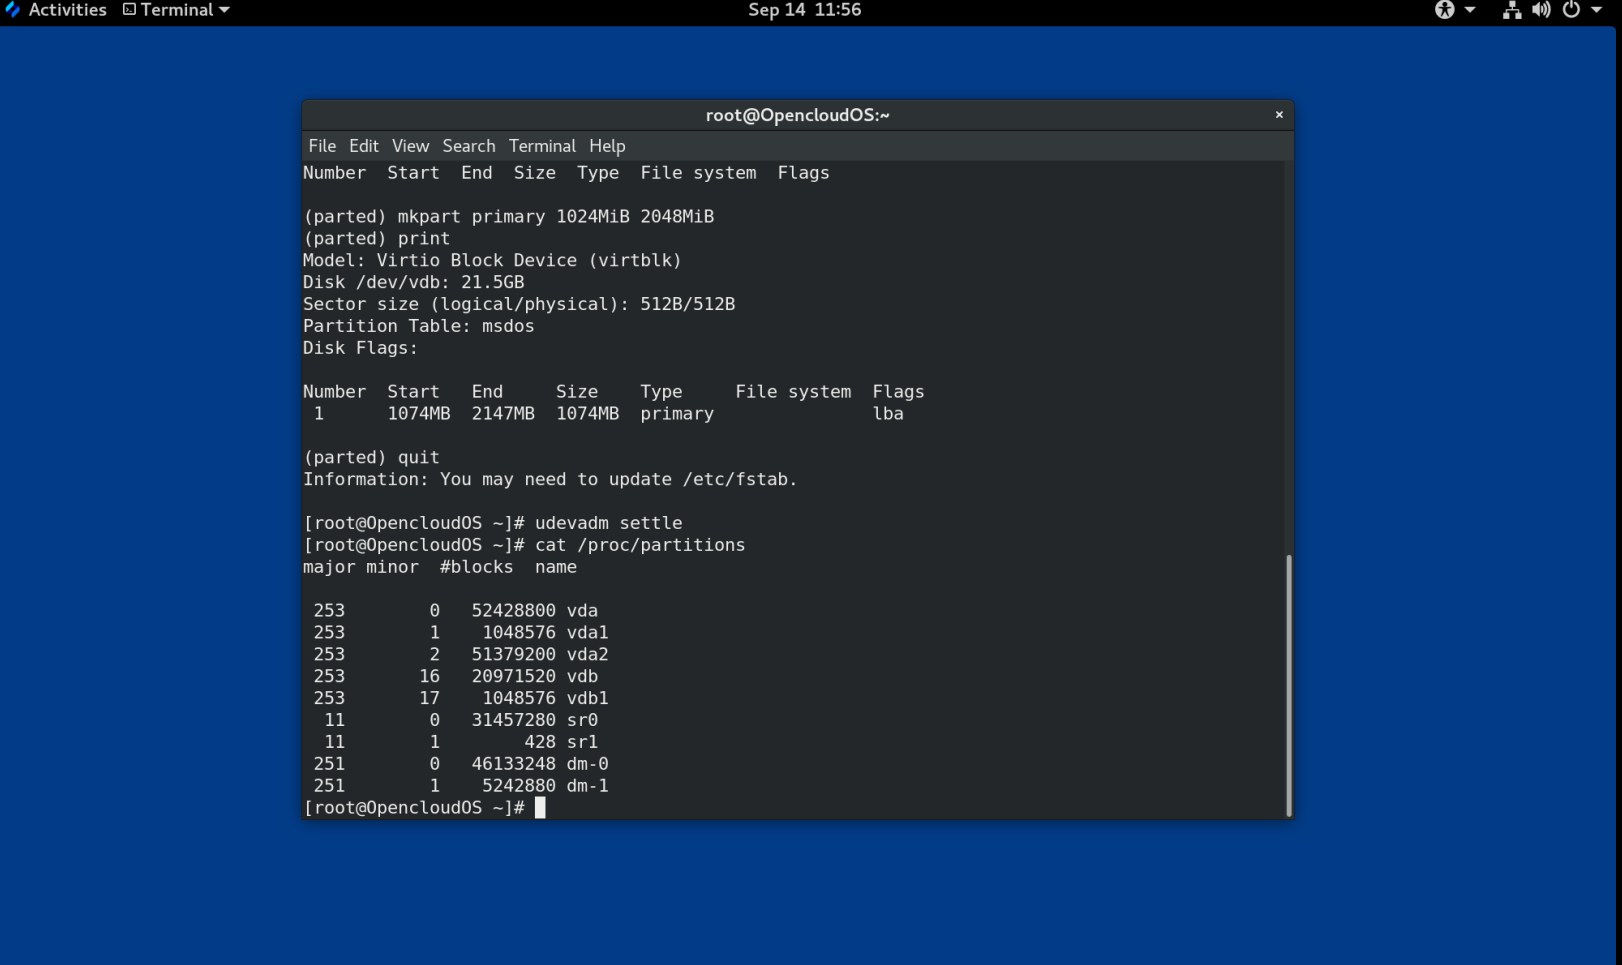 Activities Terminal Sep 14 11:56
root@OpencloudOS:~ ×
File Edit View Search Terminal Help
Number  Start  End  Size  Type  File system  Flags
(parted) mkpart primary 1024MiB 2048MiB
(parted) print
Model: Virtio Block Device (virtblk)
Disk /dev/vdb: 21.5GB
Sector size (logical/physical): 512B/512B
Partition Table: msdos
Disk Flags:
Number  Start   End     Size    Type     File system  Flags
 1      1074MB  2147MB  1074MB  primary               lba
(parted) quit
Information: You may need to update /etc/fstab.
[root@OpencloudOS ~]# udevadm settle
[root@OpencloudOS ~]# cat /proc/partitions
major minor  #blocks  name
 253        0   52428800 vda
 253        1    1048576 vda1
 253        2   51379200 vda2
 253       16   20971520 vdb
 253       17    1048576 vdb1
  11        0   31457280 sr0
  11        1        428 sr1
 251        0   46133248 dm-0
 251        1    5242880 dm-1
[root@OpencloudOS ~]#